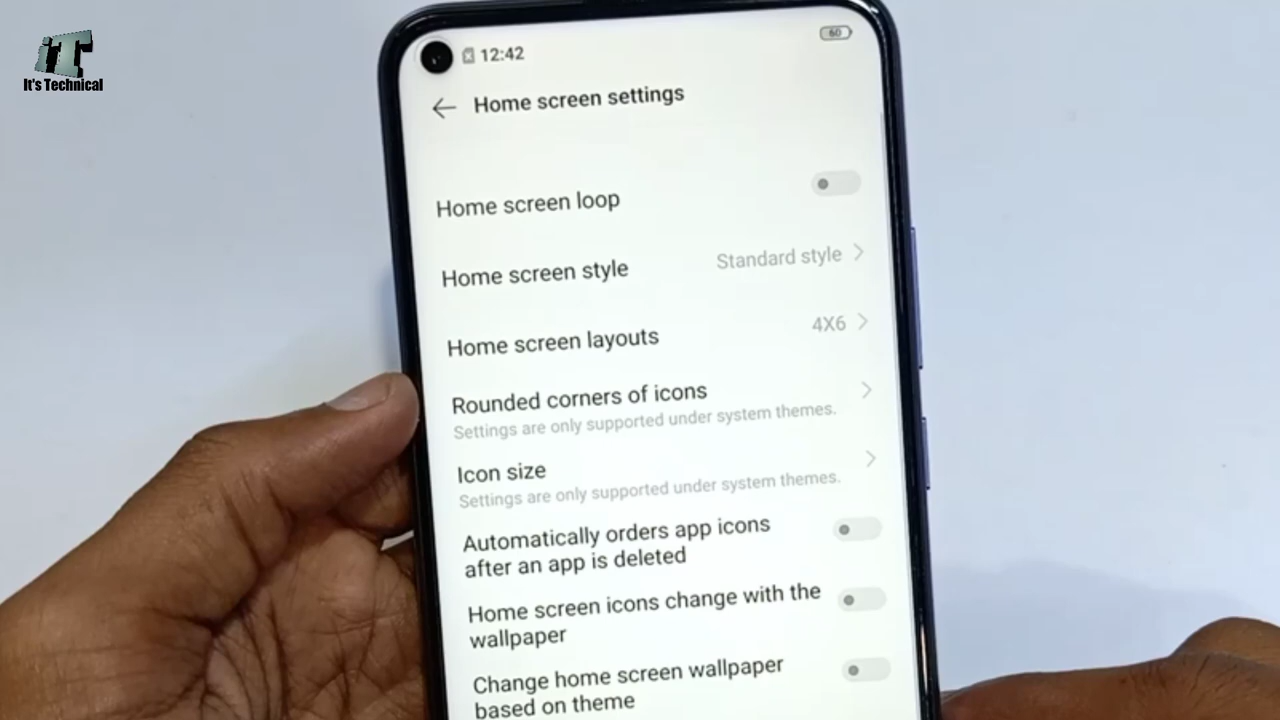 iT
It's Technical
12:42
60
Home screen settings
Home screen loop
Home screen style
Standard style
Home screen layouts
4X6
Rounded corners of icons
Settings are only supported under system themes.
Icon size
Settings are only supported under system themes.
Automatically orders app icons
after an app is deleted
Home screen icons change with the
wallpaper
Change home screen wallpaper
based on theme